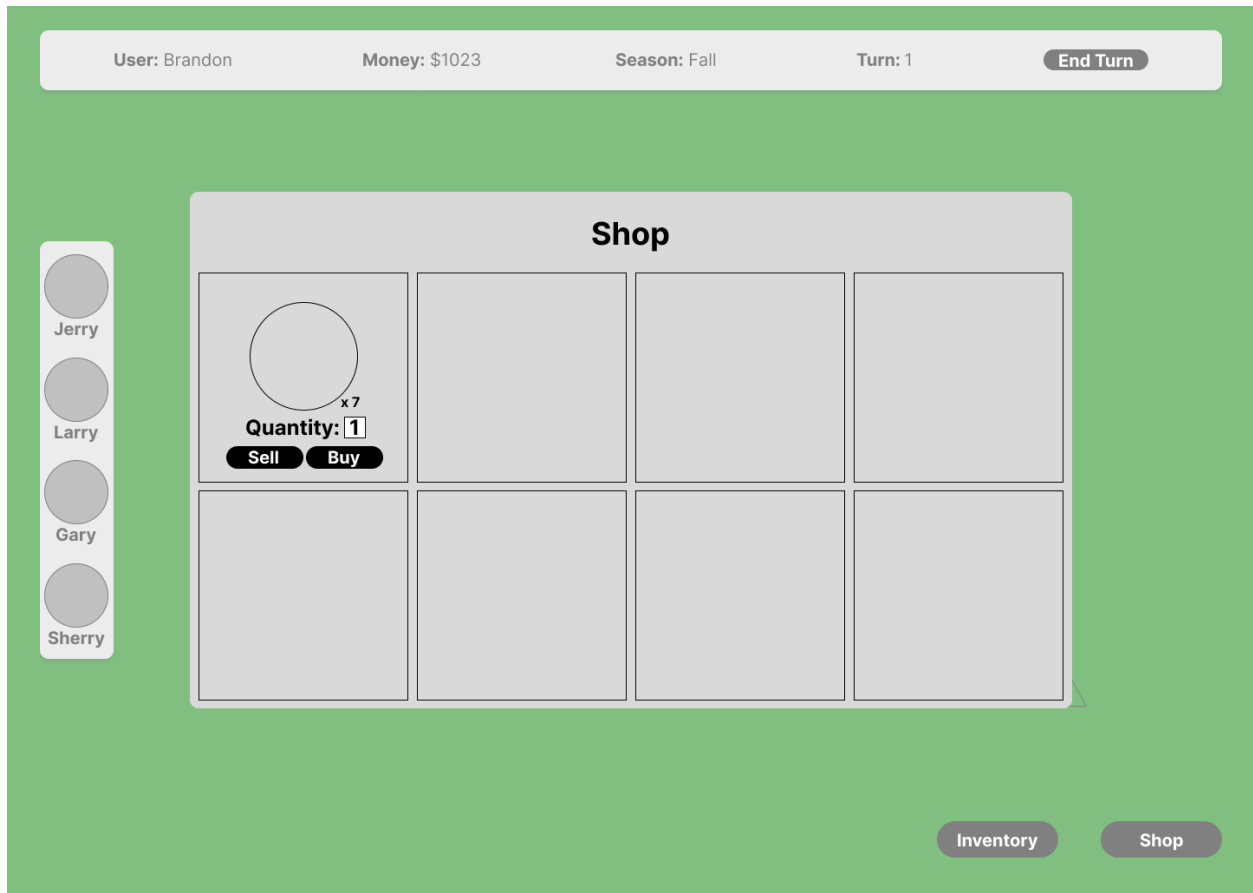 User: Brandon Money: $1023 Season: Fall Turn: 1 End Turn
Shop
Jerry
Larry
Gary
Sherry
x 7
Quantity: 1
Sell Buy
Inventory Shop